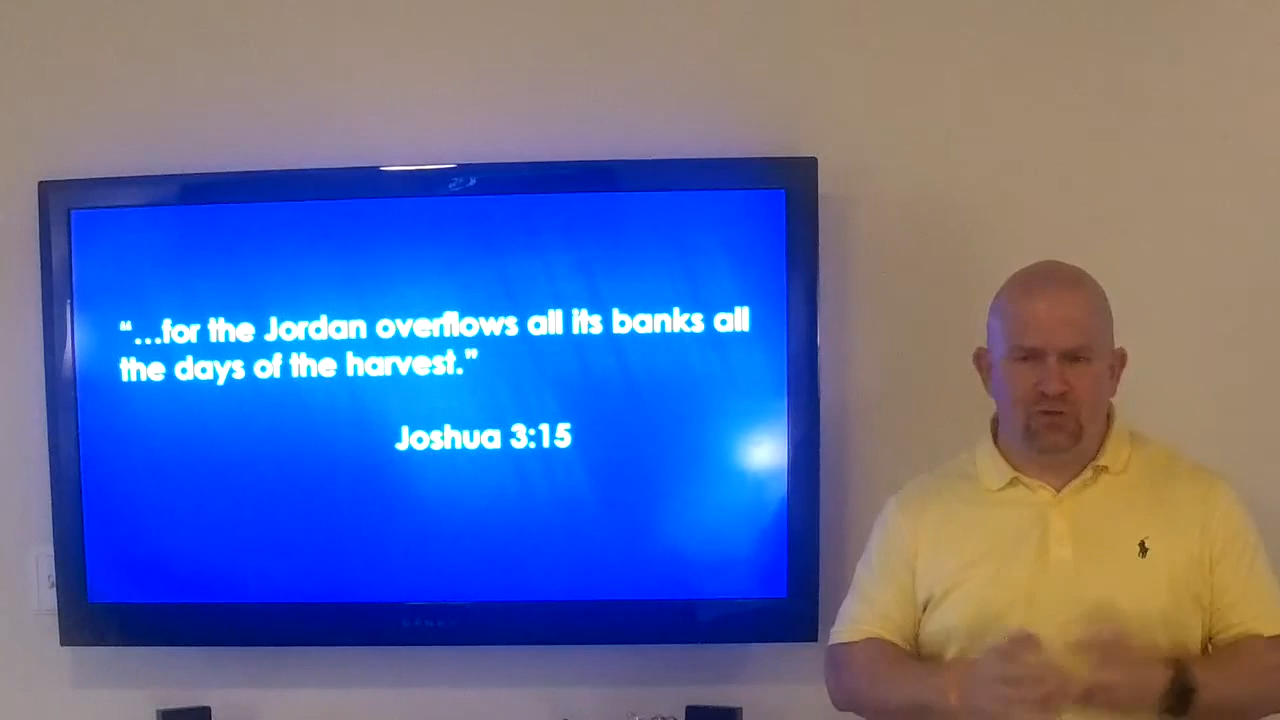 “...for the Jordan overflows all its banks all
the days of the harvest.”
Joshua 3:15